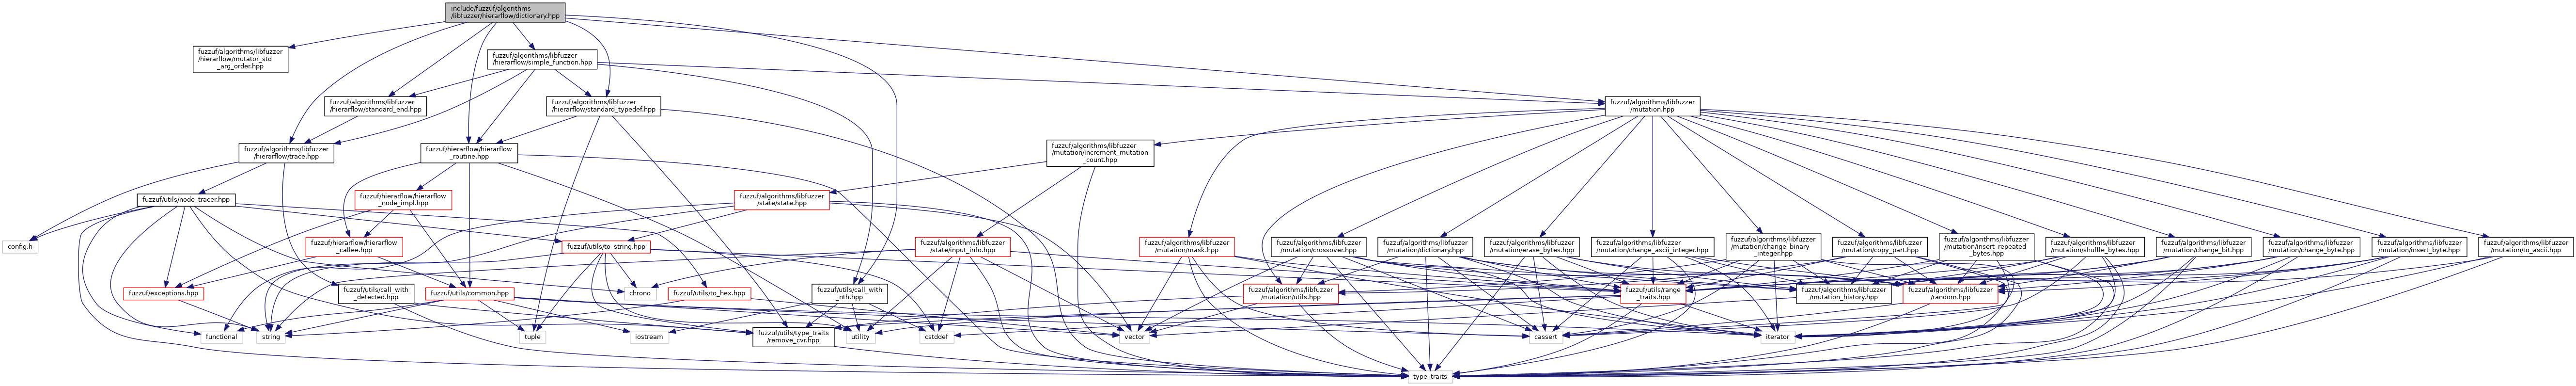 include/fuzzuf/algorithms
/libfuzzer/hierarflow/dictionary.hpp
fuzzuf/algorithms/libfuzzer
/hierarflow/mutator_std
_arg_order.hpp
fuzzuf/algorithms/libfuzzer
/hierarflow/simple_function.hpp
fuzzuf/algorithms/libfuzzer
/hierarflow/standard_end.hpp
fuzzuf/algorithms/libfuzzer
/hierarflow/standard_typedef.hpp
fuzzuf/algorithms/libfuzzer
/mutation.hpp
fuzzuf/algorithms/libfuzzer
/hierarflow/trace.hpp
fuzzuf/hierarflow/hierarflow
_routine.hpp
fuzzuf/algorithms/libfuzzer
/mutation/increment_mutation
_count.hpp
fuzzuf/utils/node_tracer.hpp
fuzzuf/hierarflow/hierarflow
_node_impl.hpp
fuzzuf/algorithms/libfuzzer
/state/state.hpp
config.h
fuzzuf/hierarflow/hierarflow
_callee.hpp
fuzzuf/utils/to_string.hpp
fuzzuf/algorithms/libfuzzer
/state/input_info.hpp
fuzzuf/algorithms/libfuzzer
/mutation/mask.hpp
fuzzuf/algorithms/libfuzzer
/mutation/crossover.hpp
fuzzuf/algorithms/libfuzzer
/mutation/dictionary.hpp
fuzzuf/algorithms/libfuzzer
/mutation/erase_bytes.hpp
fuzzuf/algorithms/libfuzzer
/mutation/change_ascii_integer.hpp
fuzzuf/algorithms/libfuzzer
/mutation/change_binary
_integer.hpp
fuzzuf/algorithms/libfuzzer
/mutation/copy_part.hpp
fuzzuf/algorithms/libfuzzer
/mutation/insert_repeated
_bytes.hpp
fuzzuf/algorithms/libfuzzer
/mutation/shuffle_bytes.hpp
fuzzuf/algorithms/libfuzzer
/mutation/change_bit.hpp
fuzzuf/algorithms/libfuzzer
/mutation/change_byte.hpp
fuzzuf/algorithms/libfuzzer
/mutation/insert_byte.hpp
fuzzuf/algorithms/libfuzzer
/mutation/to_ascii.hpp
fuzzuf/exceptions.hpp
fuzzuf/utils/call_with
_detected.hpp
fuzzuf/utils/common.hpp
chrono
fuzzuf/utils/to_hex.hpp
fuzzuf/utils/call_with
_nth.hpp
fuzzuf/algorithms/libfuzzer
/mutation/utils.hpp
fuzzuf/utils/range
_traits.hpp
fuzzuf/algorithms/libfuzzer
/mutation_history.hpp
fuzzuf/algorithms/libfuzzer
/random.hpp
functional
string
tuple
iostream
fuzzuf/utils/type_traits
/remove_cvr.hpp
utility
cstddef
vector
cassert
iterator
type_traits